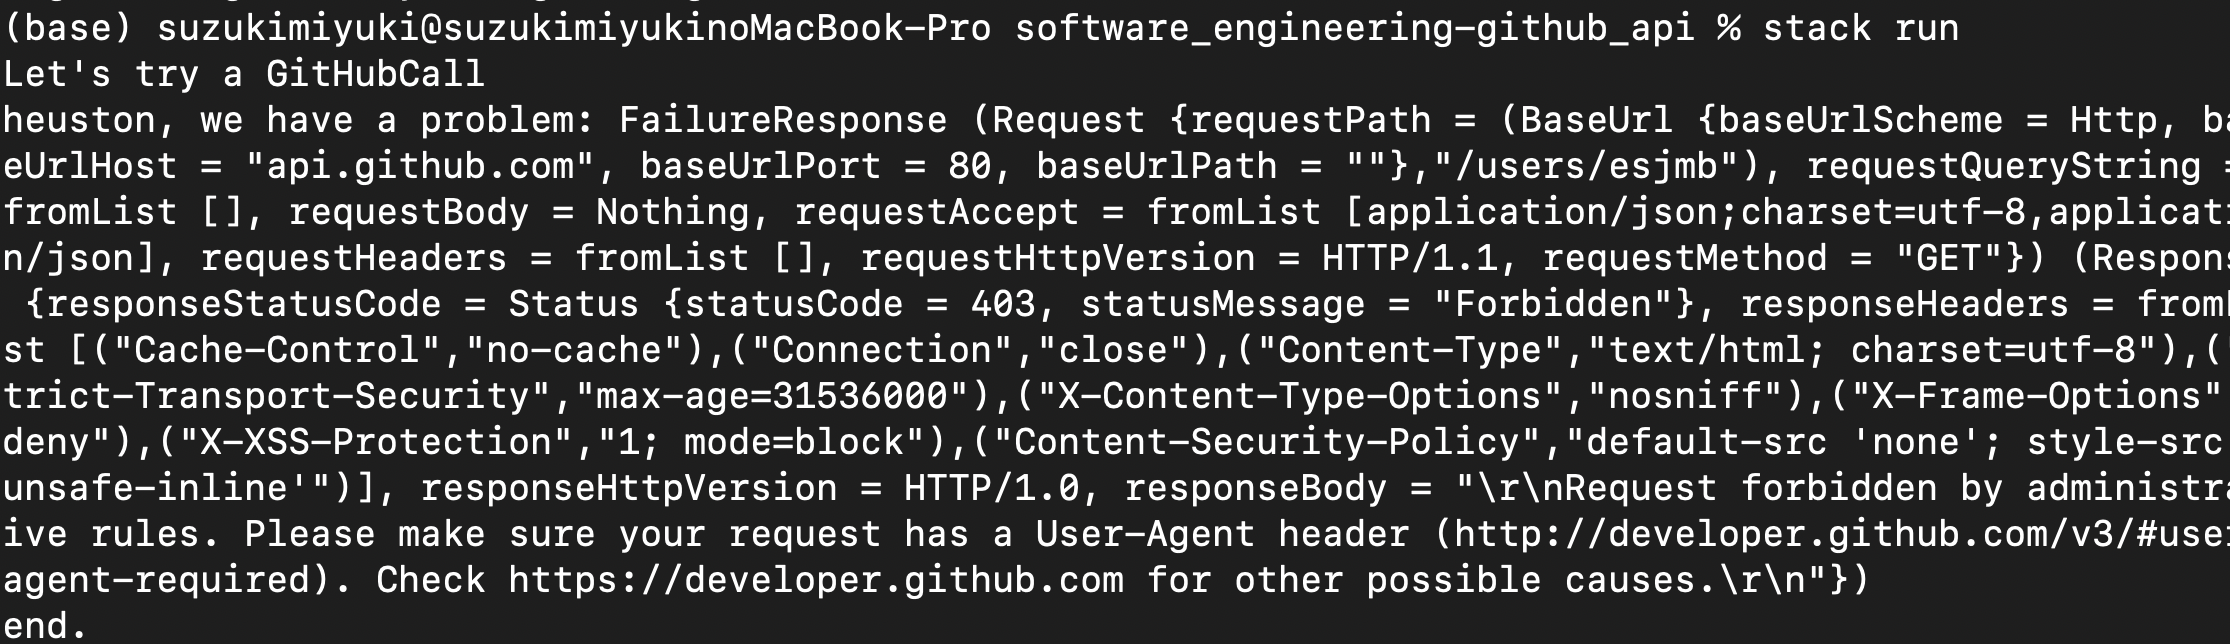 (base) suzukimiyuki@suzukimiyukinoMacBook-Pro software_engineering-github_api % stack run
Let's try a GitHubCall
heuston, we have a problem: FailureResponse (Request {requestPath = (BaseUrl {baseUrlScheme = Http, ba
eUrlHost = "api.github.com", baseUrlPort = 80, baseUrlPath = ""},"/users/esjmb"), requestQueryString =
fromList [], requestBody = Nothing, requestAccept = fromList [application/json;charset=utf-8,applicati
n/json], requestHeaders = fromList [], requestHttpVersion = HTTP/1.1, requestMethod = "GET"}) (Respons
{responseStatusCode = Status {statusCode = 403, statusMessage = "Forbidden"}, responseHeaders = from
st [("Cache-Control","no-cache"),("Connection","close"),("Content-Type","text/html; charset=utf-8"),("
trict-Transport-Security","max-age=31536000"),("X-Content-Type-Options","nosniff"),("X-Frame-Options"
deny"),("X-XSS-Protection","1; mode=block"),("Content-Security-Policy","default-src 'none'; style-src
unsafe-inline'")], responseHttpVersion = HTTP/1.0, responseBody = "\r\nRequest forbidden by administra
ive rules. Please make sure your request has a User-Agent header (http://developer.github.com/v3/#user
agent-required). Check https://developer.github.com for other possible causes.\r\n"})
end.